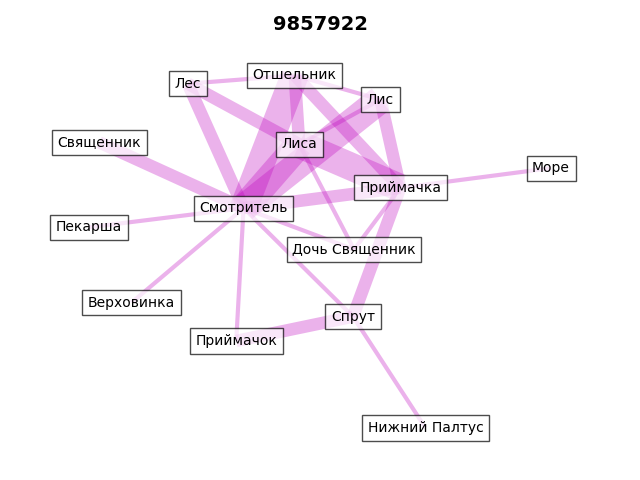 9857922
Отшельник
Лес
Лис
Священник
Лиса
Море
Приймачка
Смотритель
Пекарша
Дочь Священник
Верховинка
Спрут
Приймачок
Нижний Палтус